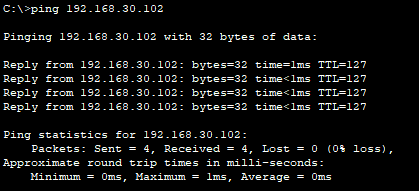 C:\>ping 192.168.30.102
Pinging 192.168.30.102 with 32 bytes of data:
Reply from 192.168.30.102: bytes=32 time=1ms TTL=127
Reply from 192.168.30.102: bytes=32 time<1ms TTL=127
Reply from 192.168.30.102: bytes=32 time<1ms TTL=127
Reply from 192.168.30.102: bytes=32 time<1ms TTL=127
Ping statistics for 192.168.30.102:
    Packets: Sent = 4, Received = 4, Lost = 0 (0% loss),
Approximate round trip times in milli-seconds:
    Minimum = 0ms, Maximum = 1ms, Average = 0ms